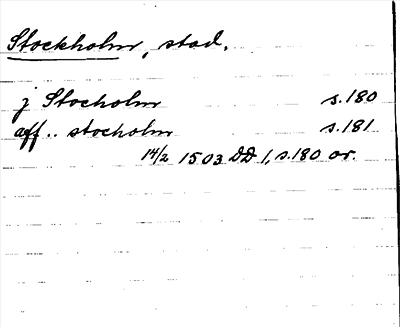 Stockholm, stad.
j Stocholm s. 180
aff .. stocholm s. 181
14/2 1503 DD 1, s. 180 or.